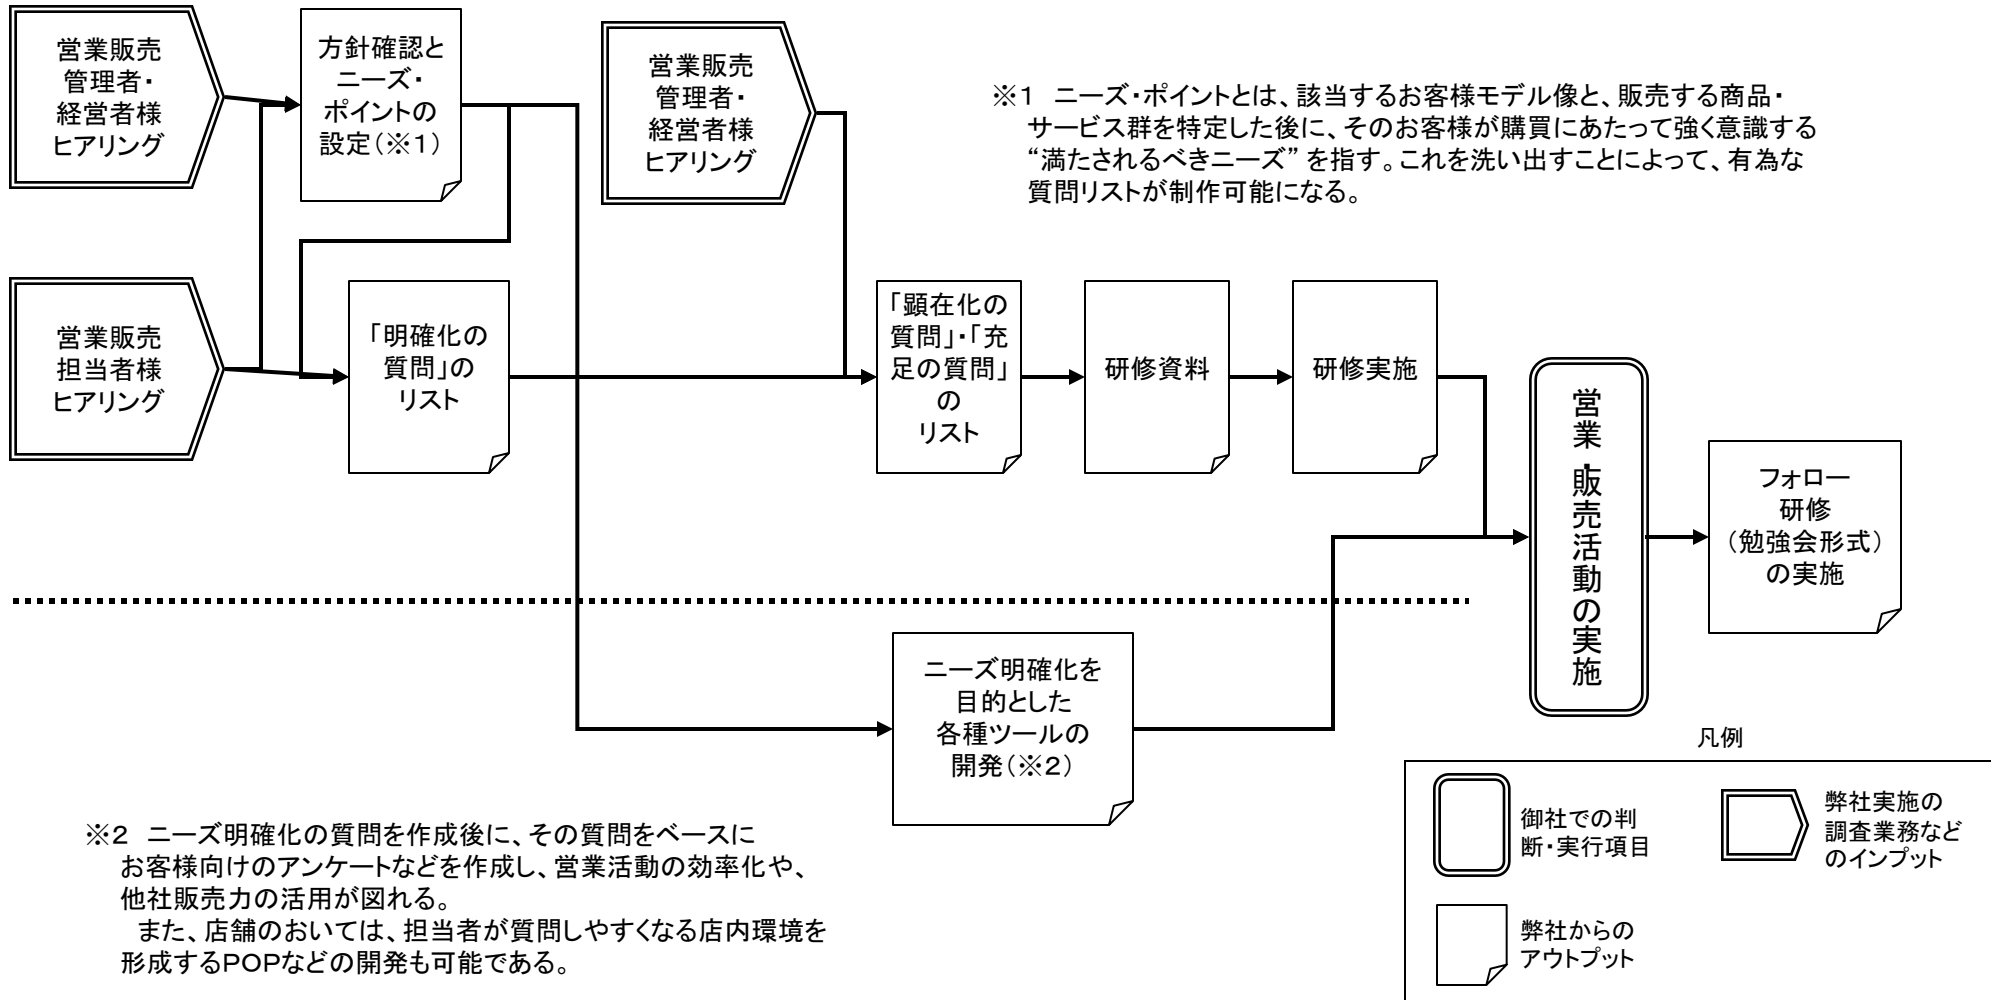 営業販売
管理者・
経営者様
ヒアリング
方針確認と
ニーズ・
ポイントの
設定(※1)
営業販売
管理者・
経営者様
ヒアリング
※1 ニーズ・ポイントとは、該当するお客様モデル像と、販売する商品・
サービス群を特定した後に、そのお客様が購買にあたって強く意識する
“満たされるべきニーズ” を指す。これを洗い出すことによって、有為な
質問リストが制作可能になる。
営業販売
担当者様
ヒアリング
「明確化の
質問」の
リスト
「顕在化の
質問」・「充
足の質問」
の
リスト
研修資料
研修実施
営業・販売活動の実施
フォロー
研修
(勉強会形式)
の実施
ニーズ明確化を
目的とした
各種ツールの
開発(※2)
※2 ニーズ明確化の質問を作成後に、その質問をベースに
お客様向けのアンケートなどを作成し、営業活動の効率化や、
他社販売力の活用が図れる。
また、店舗のおいては、担当者が質問しやすくなる店内環境を
形成するPOPなどの開発も可能である。
凡例
御社での判
断・実行項目
弊社実施の
調査業務など
のインプット
弊社からの
アウトプット